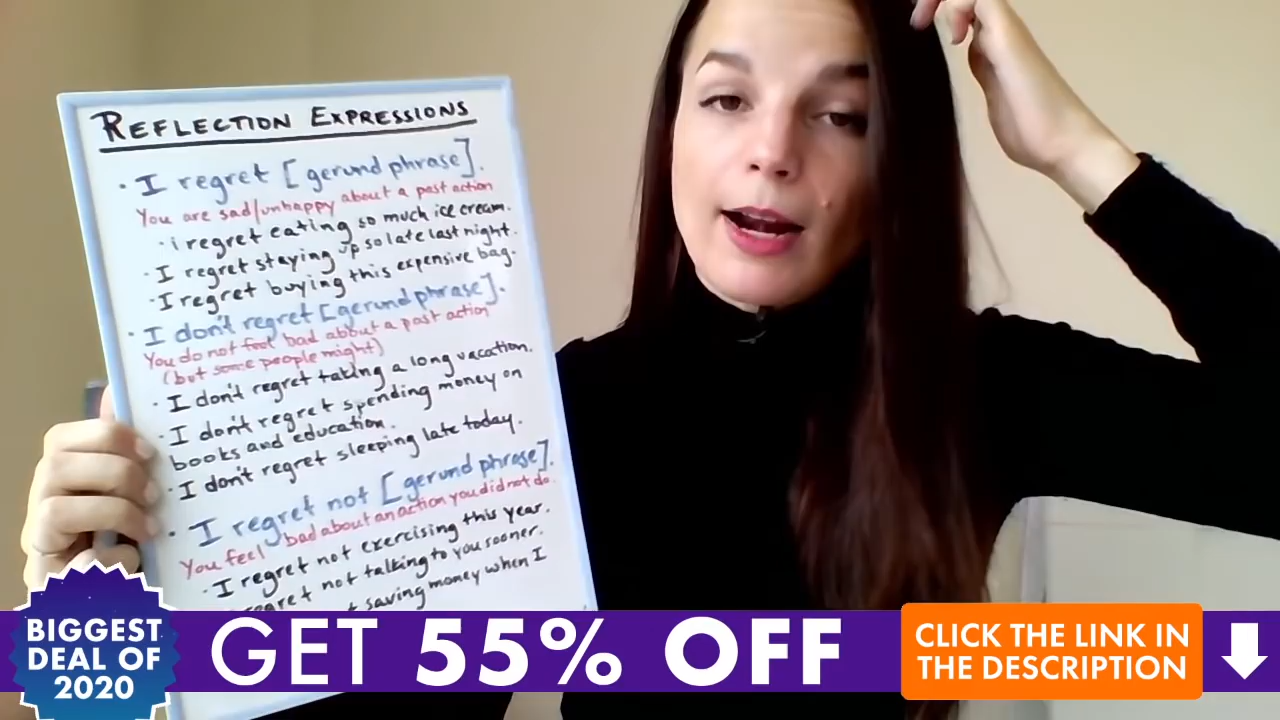 REFLECTION EXPRESSIONS
• I regret [gerund phrase].
You are sad/unhappy about a past action
• i regret eating so much ice cream.
• I regret staying up so late last night.
• I regret buying this expensive bag.
• I don't regret [gerund phrase].
You do not feel bad about a past action
(but some people might)
• I don't regret taking a long vacation.
• I don't regret spending money on
books and education.
• I don't regret sleeping late today.
• I regret not [gerund phrase].
You feel bad about an action you did not do.
• I regret not exercising this year.
not talking to you sooner.
saving money when I
BIGGEST
DEAL OF
2020
GET 55% OFF
CLICK THE LINK IN
THE DESCRIPTION